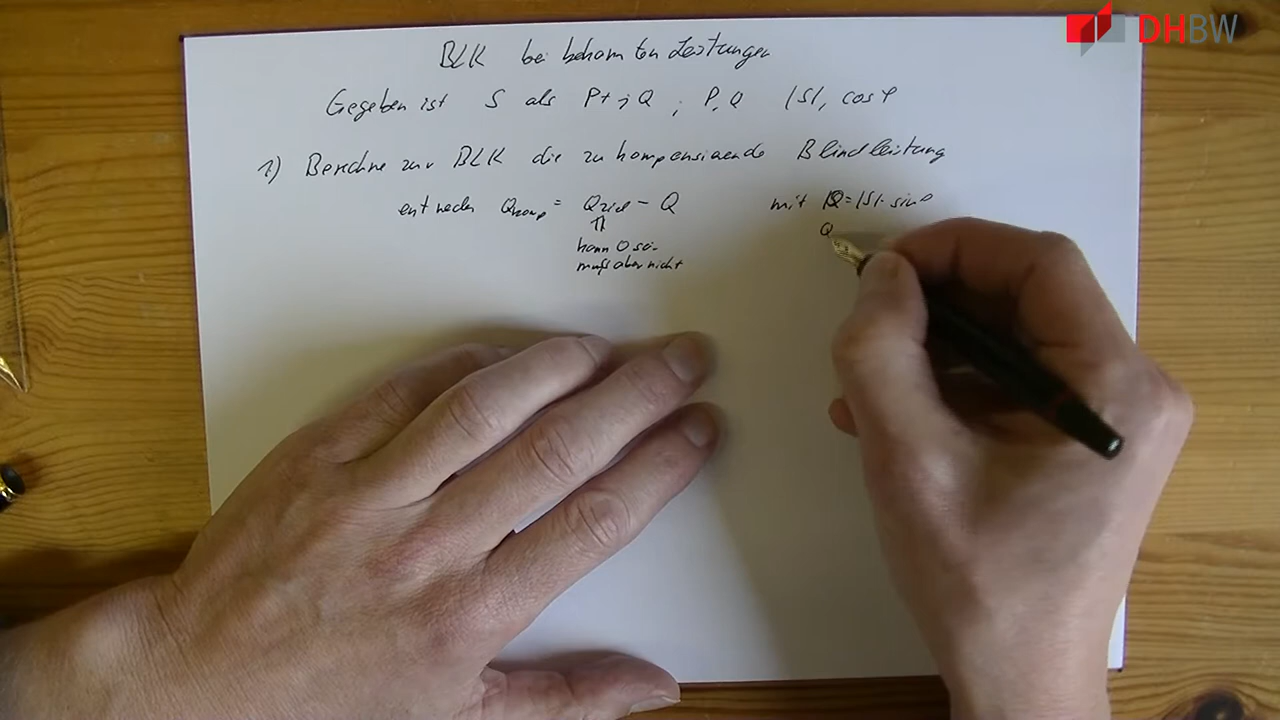 DHBW
BLK bei bekannten Leistungen
Gegeben ist S als P+jQ ; P, Q |S|, cos φ
1) Berechne zur BLK die zu kompensierende Blindleistung
entweder Qkomp = Qziel - Q mit Q = |S| · sin φ
⇑ Q
kann 0 sein
muß aber nicht